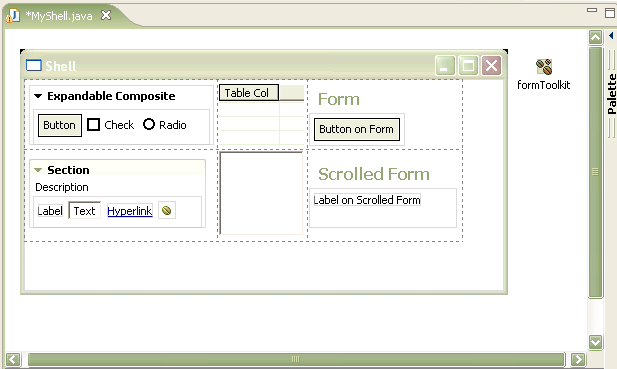 *MyShell.java
Shell
Expandable Composite
Button Check Radio
Table Col
Form
Button on Form
Section
Description
Label Text Hyperlink
Scrolled Form
Label on Scrolled Form
formToolkit
Palette